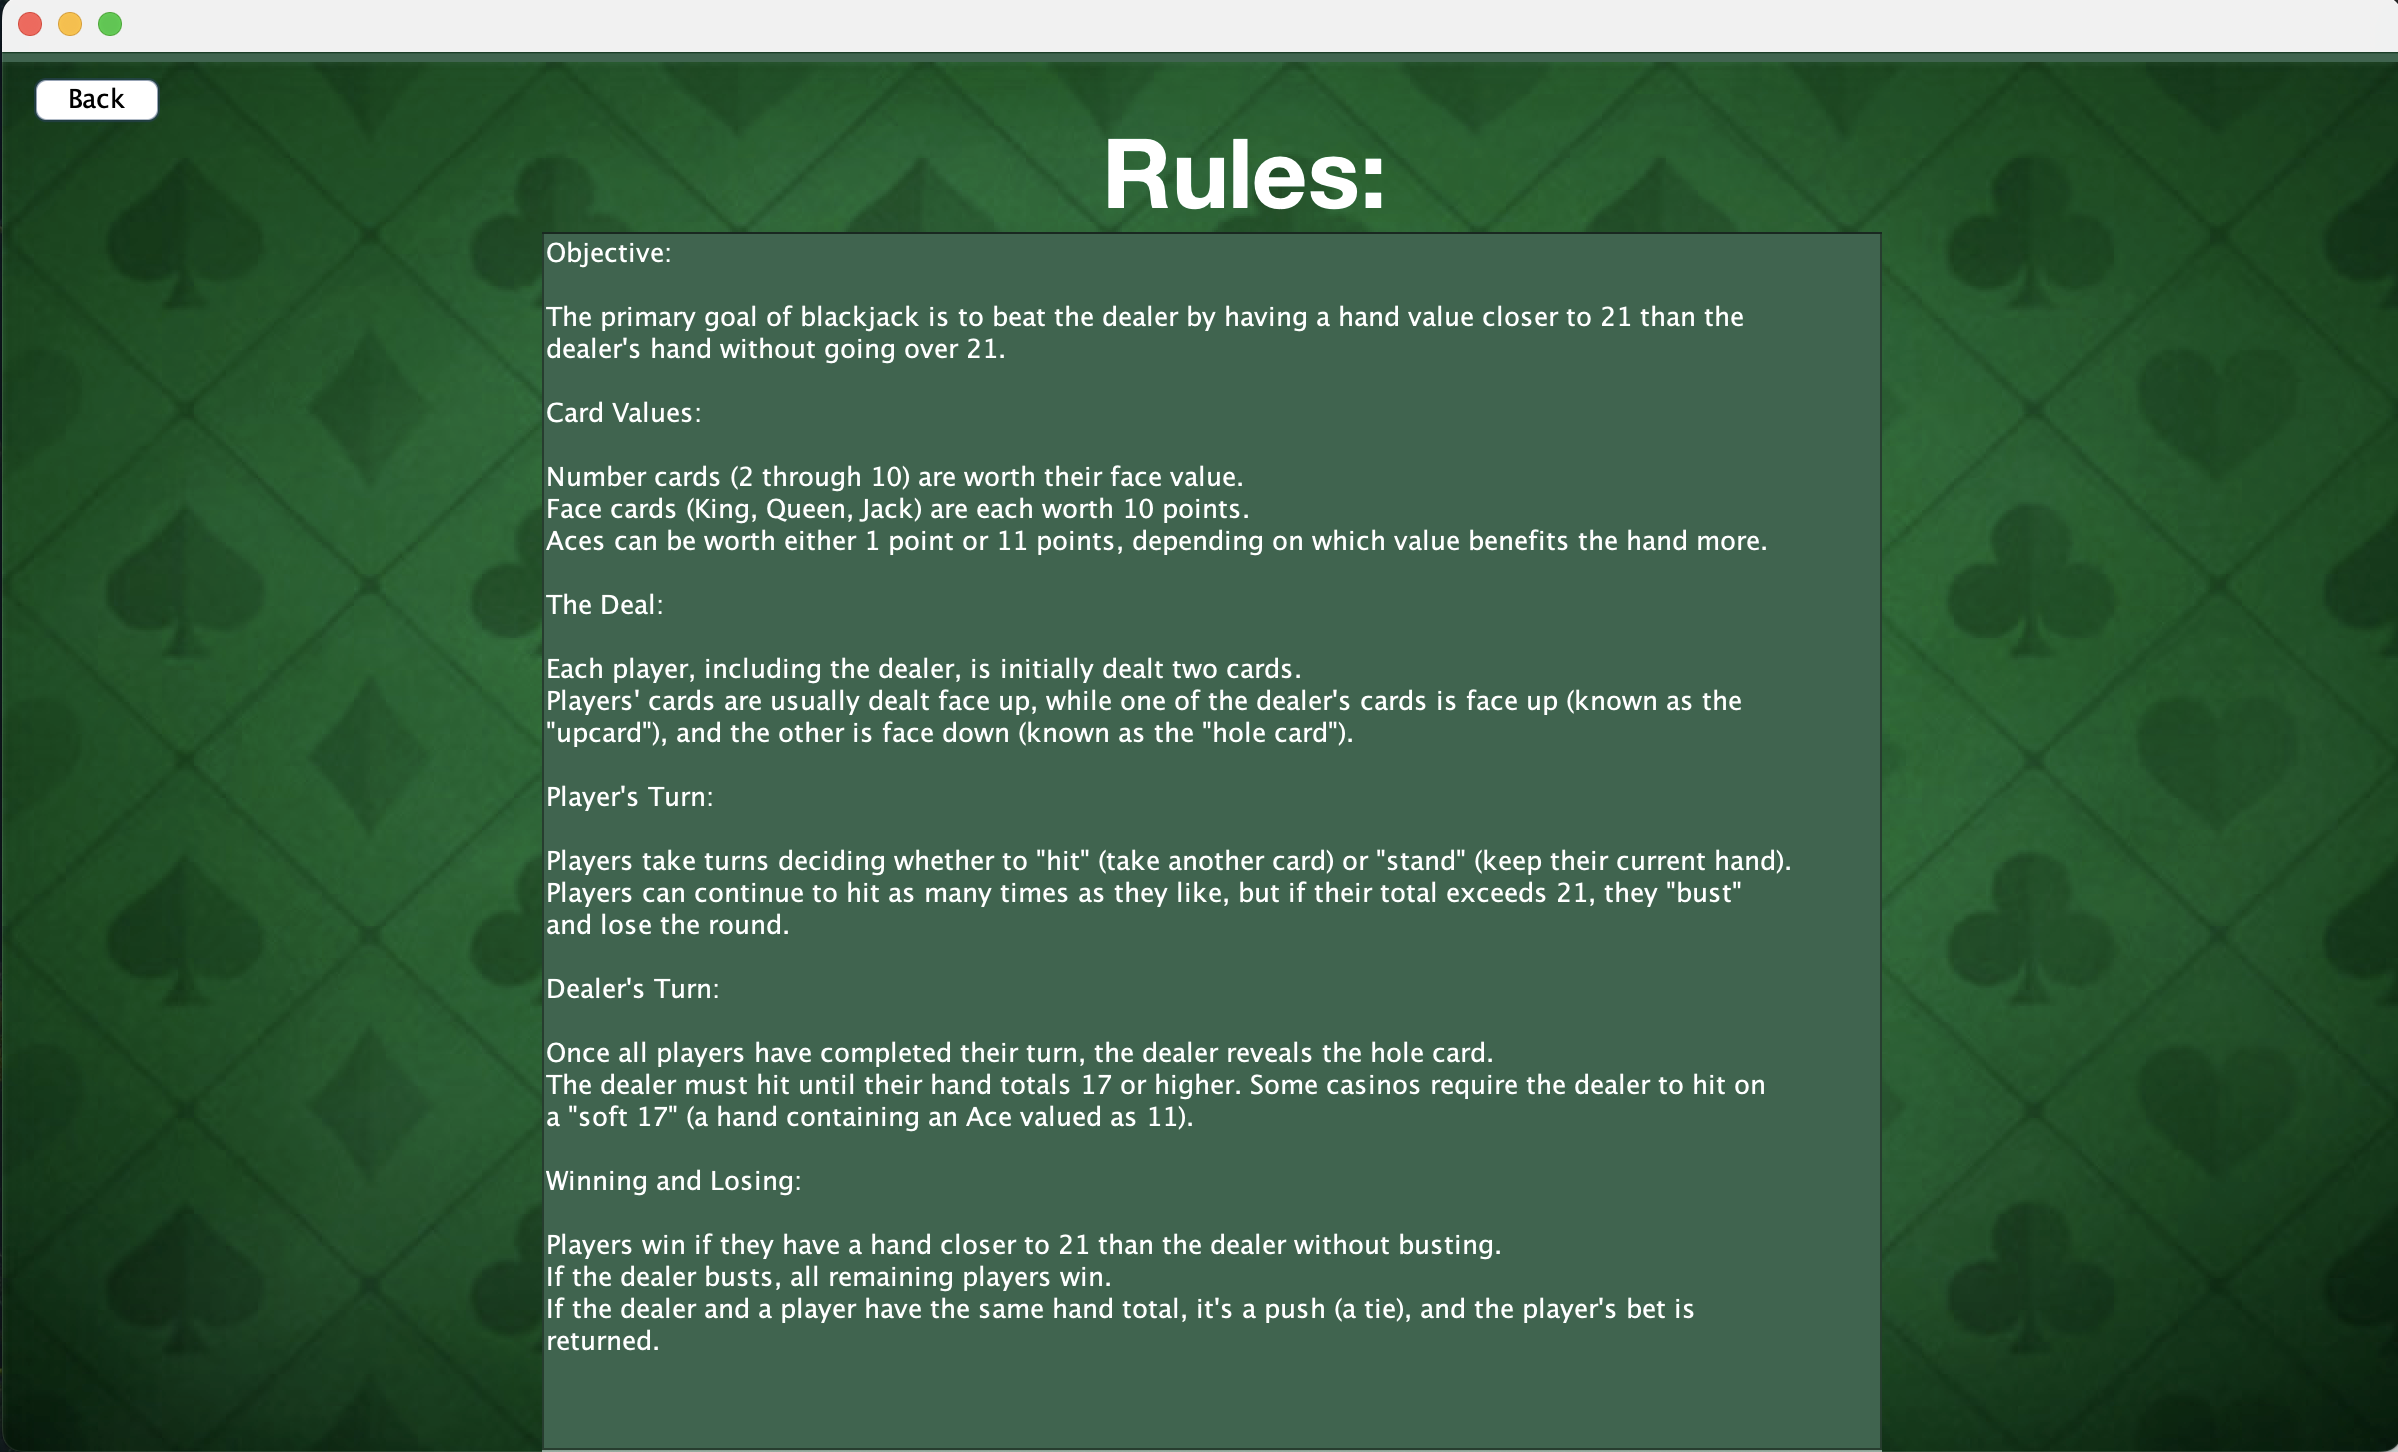 Back
Rules:
Objective:
The primary goal of blackjack is to beat the dealer by having a hand value closer to 21 than the
dealer's hand without going over 21.
Card Values:
Number cards (2 through 10) are worth their face value.
Face cards (King, Queen, Jack) are each worth 10 points.
Aces can be worth either 1 point or 11 points, depending on which value benefits the hand more.
The Deal:
Each player, including the dealer, is initially dealt two cards.
Players' cards are usually dealt face up, while one of the dealer's cards is face up (known as the
"upcard"), and the other is face down (known as the "hole card").
Player's Turn:
Players take turns deciding whether to "hit" (take another card) or "stand" (keep their current hand).
Players can continue to hit as many times as they like, but if their total exceeds 21, they "bust"
and lose the round.
Dealer's Turn:
Once all players have completed their turn, the dealer reveals the hole card.
The dealer must hit until their hand totals 17 or higher. Some casinos require the dealer to hit on
a "soft 17" (a hand containing an Ace valued as 11).
Winning and Losing:
Players win if they have a hand closer to 21 than the dealer without busting.
If the dealer busts, all remaining players win.
If the dealer and a player have the same hand total, it's a push (a tie), and the player's bet is
returned.